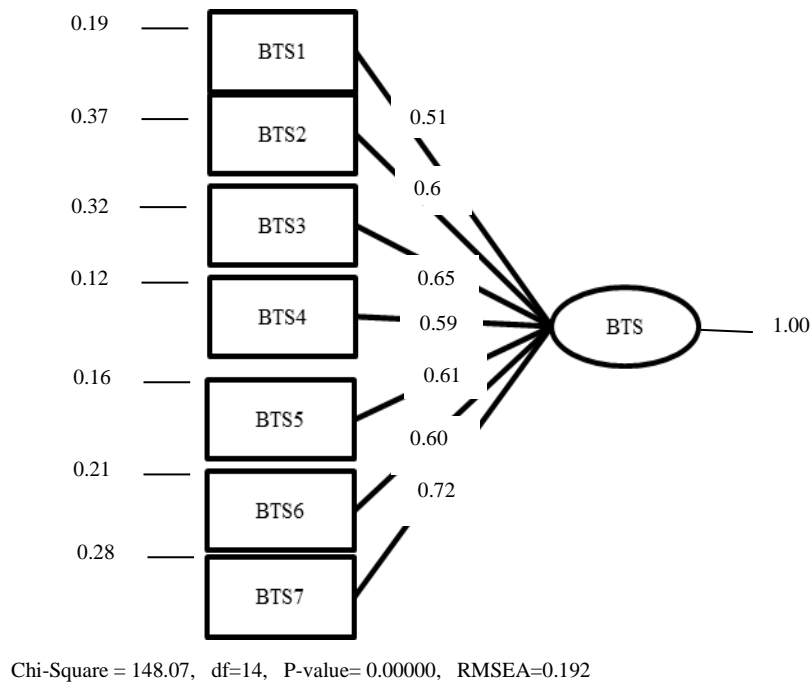 0.19
BTS1
0.37
BTS2
0.51
0.6
0.32
BTS3
0.65
0.12
BTS4
0.59
BTS
1.00
0.16
BTS5
0.61
0.21
BTS6
0.60
0.28
BTS7
0.72
Chi-Square = 148.07, df=14, P-value= 0.00000, RMSEA=0.192